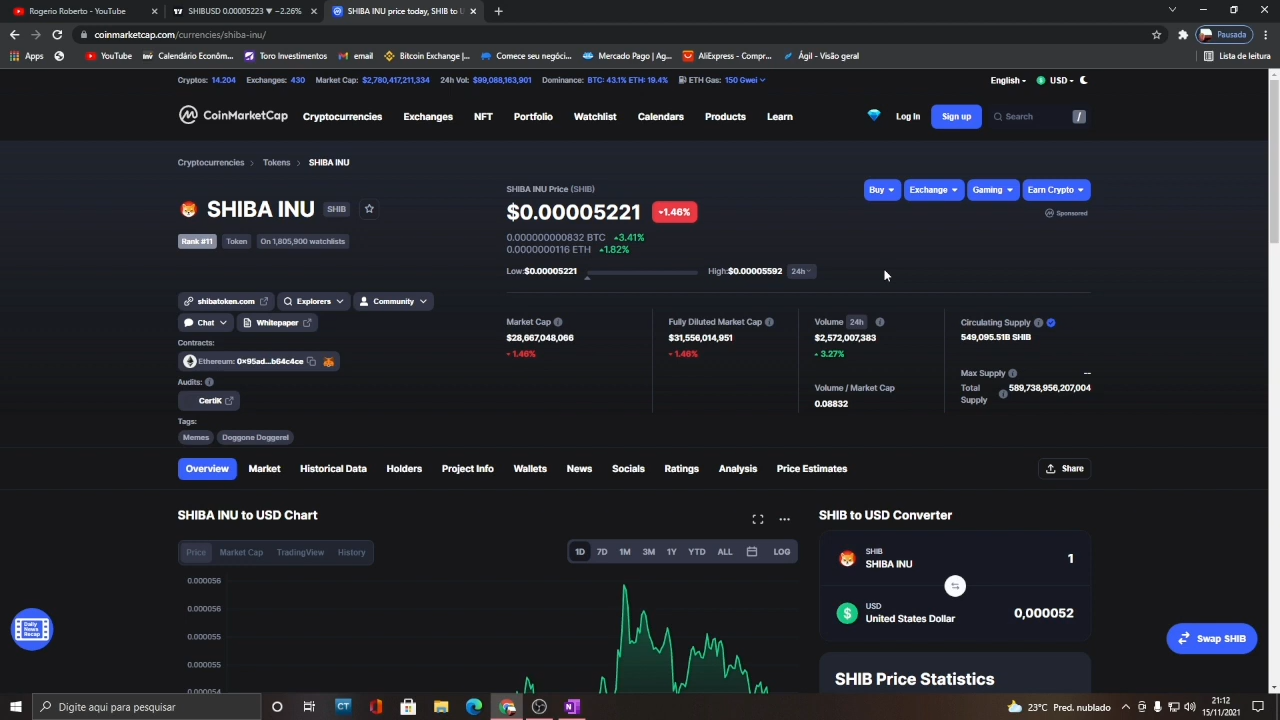 Rogerio Roberto - YouTube
SHIBUSD 0.00005223 ▼ −2.26%
SHIBA INU price today, SHIB to U
coinmarketcap.com/currencies/shiba-inu/
Pausada
Apps
YouTube
Calendário Econôm...
Toro Investimentos
email
Bitcoin Exchange |...
Comece seu negóci...
Mercado Pago | Ag...
AliExpress - Compr...
Ágil - Visão geral
Lista de leitura
Cryptos: 14.204 Exchanges: 430 Market Cap: $2,780,417,211,334 24h Vol: $99,088,163,901 Dominance: BTC: 43.1% ETH: 19.4% ETH Gas: 150 Gwei
English
USD
CoinMarketCap
Cryptocurrencies Exchanges NFT Portfolio Watchlist Calendars Products Learn
Log In
Sign up
Search /
Cryptocurrencies > Tokens > SHIBA INU
SHIBA INU SHIB
Rank #11 Token On 1,805,900 watchlists
shibatoken.com Explorers Community
Chat Whitepaper
Contracts:
Ethereum: 0x95ad...b64c4ce
Audits:
CertiK
Tags:
Memes Doggone Doggerel
SHIBA INU Price (SHIB)
$0.00005221 1.46%
0.000000000832 BTC 3.41%
0.0000000116 ETH 1.82%
Low:$0.00005221 High:$0.00005592 24h
Buy Exchange Gaming Earn Crypto
Sponsored
Market Cap
$28,667,048,066
1.46%
Fully Diluted Market Cap
$31,556,014,951
1.46%
Volume 24h
$2,572,007,383
3.27%
Volume / Market Cap
0.08832
Circulating Supply
549,095.51B SHIB
Max Supply --
Total Supply 589,738,956,207,004
Overview Market Historical Data Holders Project Info Wallets News Socials Ratings Analysis Price Estimates
Share
SHIBA INU to USD Chart
Price Market Cap TradingView History
1D 7D 1M 3M 1Y YTD ALL LOG
0.000056
0.000056
0.000055
0.000055
0.000054
SHIB to USD Converter
SHIB
SHIBA INU 1
USD
United States Dollar 0,000052
SHIB Price Statistics
Daily
News
Recap
Swap SHIB
Digite aqui para pesquisar
CT
23°C Pred. nublado
21:12
15/11/2021